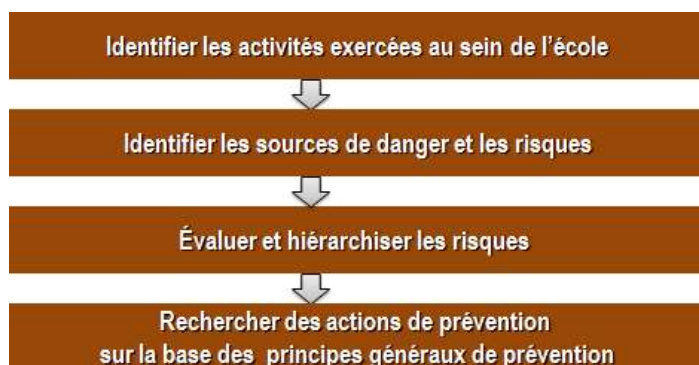 Identifier les activités exercées au sein de l'école
Identifier les sources de danger et les risques
Évaluer et hiérarchiser les risques
Rechercher des actions de prévention
sur la base des principes généraux de prévention